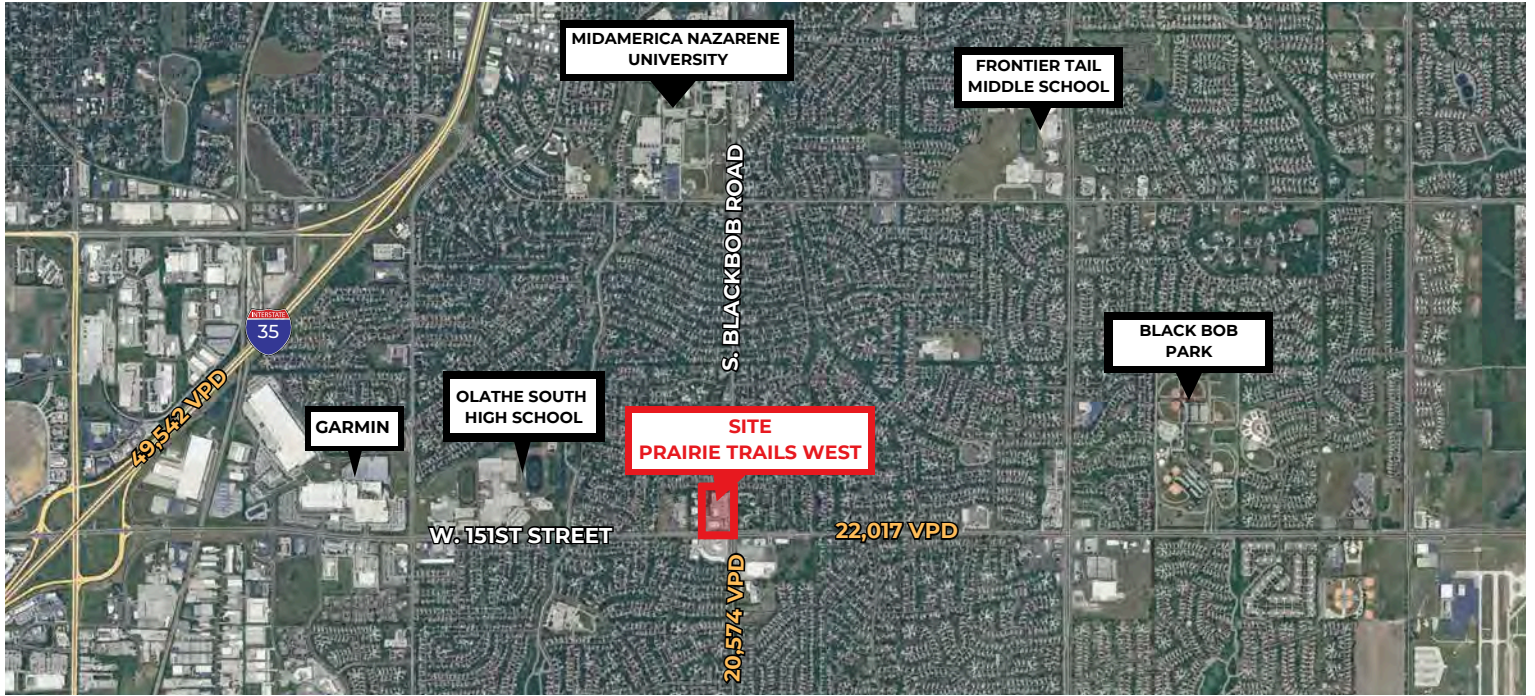 MIDAMERICA NAZARENE
UNIVERSITY
FRONTIER TAIL
MIDDLE SCHOOL
S. BLACKBOB ROAD
INTERSTATE
35
BLACK BOB
PARK
49,542 VPD
OLATHE SOUTH
HIGH SCHOOL
GARMIN
SITE
PRAIRIE TRAILS WEST
W. 151ST STREET
22,017 VPD
20,574 VPD